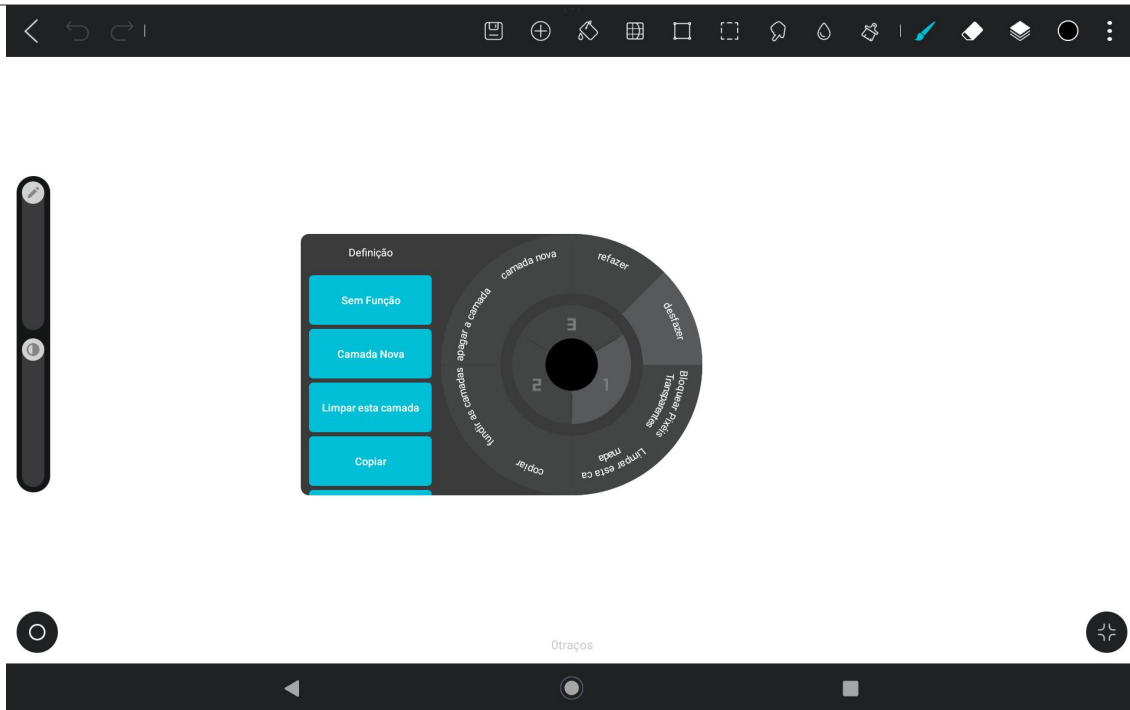 Definição
Sem Função
Camada Nova
Limpar esta camada
Copiar
camada nova
refazer
desfazer
Bloquear Pixéis
Transparentes
Limpar esta ca
mada
copiar
fundir as camadas
apagar a camada
3
2
1
0traços